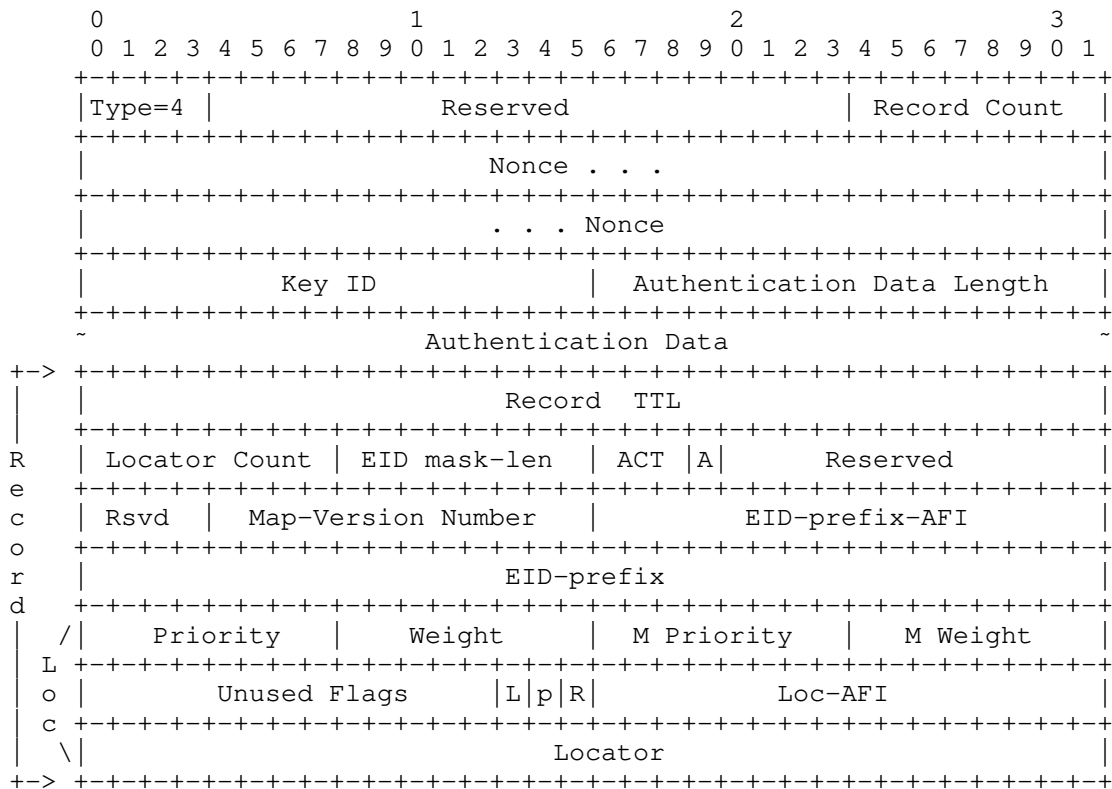 0                   1                   2                   3
        0 1 2 3 4 5 6 7 8 9 0 1 2 3 4 5 6 7 8 9 0 1 2 3 4 5 6 7 8 9 0 1
       +-+-+-+-+-+-+-+-+-+-+-+-+-+-+-+-+-+-+-+-+-+-+-+-+-+-+-+-+-+-+-+-+
       |Type=4 |               Reserved                | Record Count  |
       +-+-+-+-+-+-+-+-+-+-+-+-+-+-+-+-+-+-+-+-+-+-+-+-+-+-+-+-+-+-+-+-+
       |                         Nonce . . .                           |
       +-+-+-+-+-+-+-+-+-+-+-+-+-+-+-+-+-+-+-+-+-+-+-+-+-+-+-+-+-+-+-+-+
       |                         . . . Nonce                           |
       +-+-+-+-+-+-+-+-+-+-+-+-+-+-+-+-+-+-+-+-+-+-+-+-+-+-+-+-+-+-+-+-+
       |            Key ID             |  Authentication Data Length   |
       +-+-+-+-+-+-+-+-+-+-+-+-+-+-+-+-+-+-+-+-+-+-+-+-+-+-+-+-+-+-+-+-+
       ~                     Authentication Data                       ~
   +-> +-+-+-+-+-+-+-+-+-+-+-+-+-+-+-+-+-+-+-+-+-+-+-+-+-+-+-+-+-+-+-+-+
   |   |                          Record  TTL                          |
   |   +-+-+-+-+-+-+-+-+-+-+-+-+-+-+-+-+-+-+-+-+-+-+-+-+-+-+-+-+-+-+-+-+
   R   | Locator Count | EID mask-len  | ACT |A|      Reserved         |
   e   +-+-+-+-+-+-+-+-+-+-+-+-+-+-+-+-+-+-+-+-+-+-+-+-+-+-+-+-+-+-+-+-+
   c   | Rsvd  |  Map-Version Number   |         EID-prefix-AFI        |
   o   +-+-+-+-+-+-+-+-+-+-+-+-+-+-+-+-+-+-+-+-+-+-+-+-+-+-+-+-+-+-+-+-+
   r   |                          EID-prefix                           |
   d   +-+-+-+-+-+-+-+-+-+-+-+-+-+-+-+-+-+-+-+-+-+-+-+-+-+-+-+-+-+-+-+-+
   |  /|    Priority   |    Weight     |  M Priority   |   M Weight    |
   | L +-+-+-+-+-+-+-+-+-+-+-+-+-+-+-+-+-+-+-+-+-+-+-+-+-+-+-+-+-+-+-+-+
   | o |        Unused Flags     |L|p|R|           Loc-AFI             |
   | c +-+-+-+-+-+-+-+-+-+-+-+-+-+-+-+-+-+-+-+-+-+-+-+-+-+-+-+-+-+-+-+-+
   |  \|                             Locator                           |
   +-> +-+-+-+-+-+-+-+-+-+-+-+-+-+-+-+-+-+-+-+-+-+-+-+-+-+-+-+-+-+-+-+-+